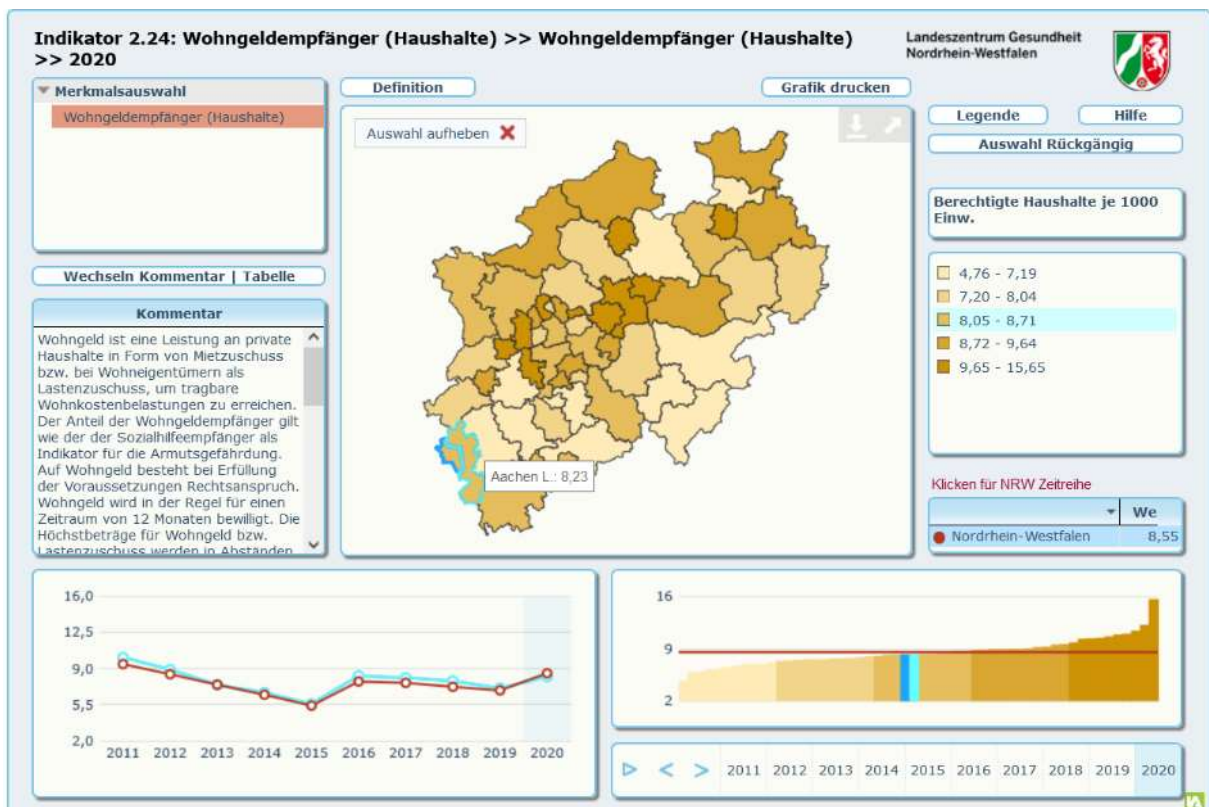 Indikator 2.24: Wohngeldempfänger (Haushalte) >> Wohngeldempfänger (Haushalte)
>> 2020
Landeszentrum Gesundheit
Nordrhein-Westfalen
Merkmalsauswahl
Wohngeldempfänger (Haushalte)
Definition
Grafik drucken
Auswahl aufheben
Legende
Hilfe
Auswahl Rückgängig
Berechtigte Haushalte je 1000
Einw.
4,76 - 7,19
7,20 - 8,04
8,05 - 8,71
8,72 - 9,64
9,65 - 15,65
Wechseln Kommentar | Tabelle
Kommentar
Wohngeld ist eine Leistung an private
Haushalte in Form von Mietzuschuss
bzw. bei Wohneigentümern als
Lastenzuschuss, um tragbare
Wohnkostenbelastungen zu erreichen.
Der Anteil der Wohngeldempfänger gilt
wie der der Sozialhilfeempfänger als
Indikator für die Armutsgefährdung.
Auf Wohngeld besteht bei Erfüllung
der Voraussetzungen Rechtsanspruch.
Wohngeld wird in der Regel für einen
Zeitraum von 12 Monaten bewilligt. Die
Höchstbeträge für Wohngeld bzw.
Lastenzuschuss werden in Abständen
Aachen L.: 8,23
Klicken für NRW Zeitreihe
We
Nordrhein-Westfalen 8,55
16,0
12,5
9,0
5,5
2,0
2011 2012 2013 2014 2015 2016 2017 2018 2019 2020
16
9
2
2011 2012 2013 2014 2015 2016 2017 2018 2019 2020